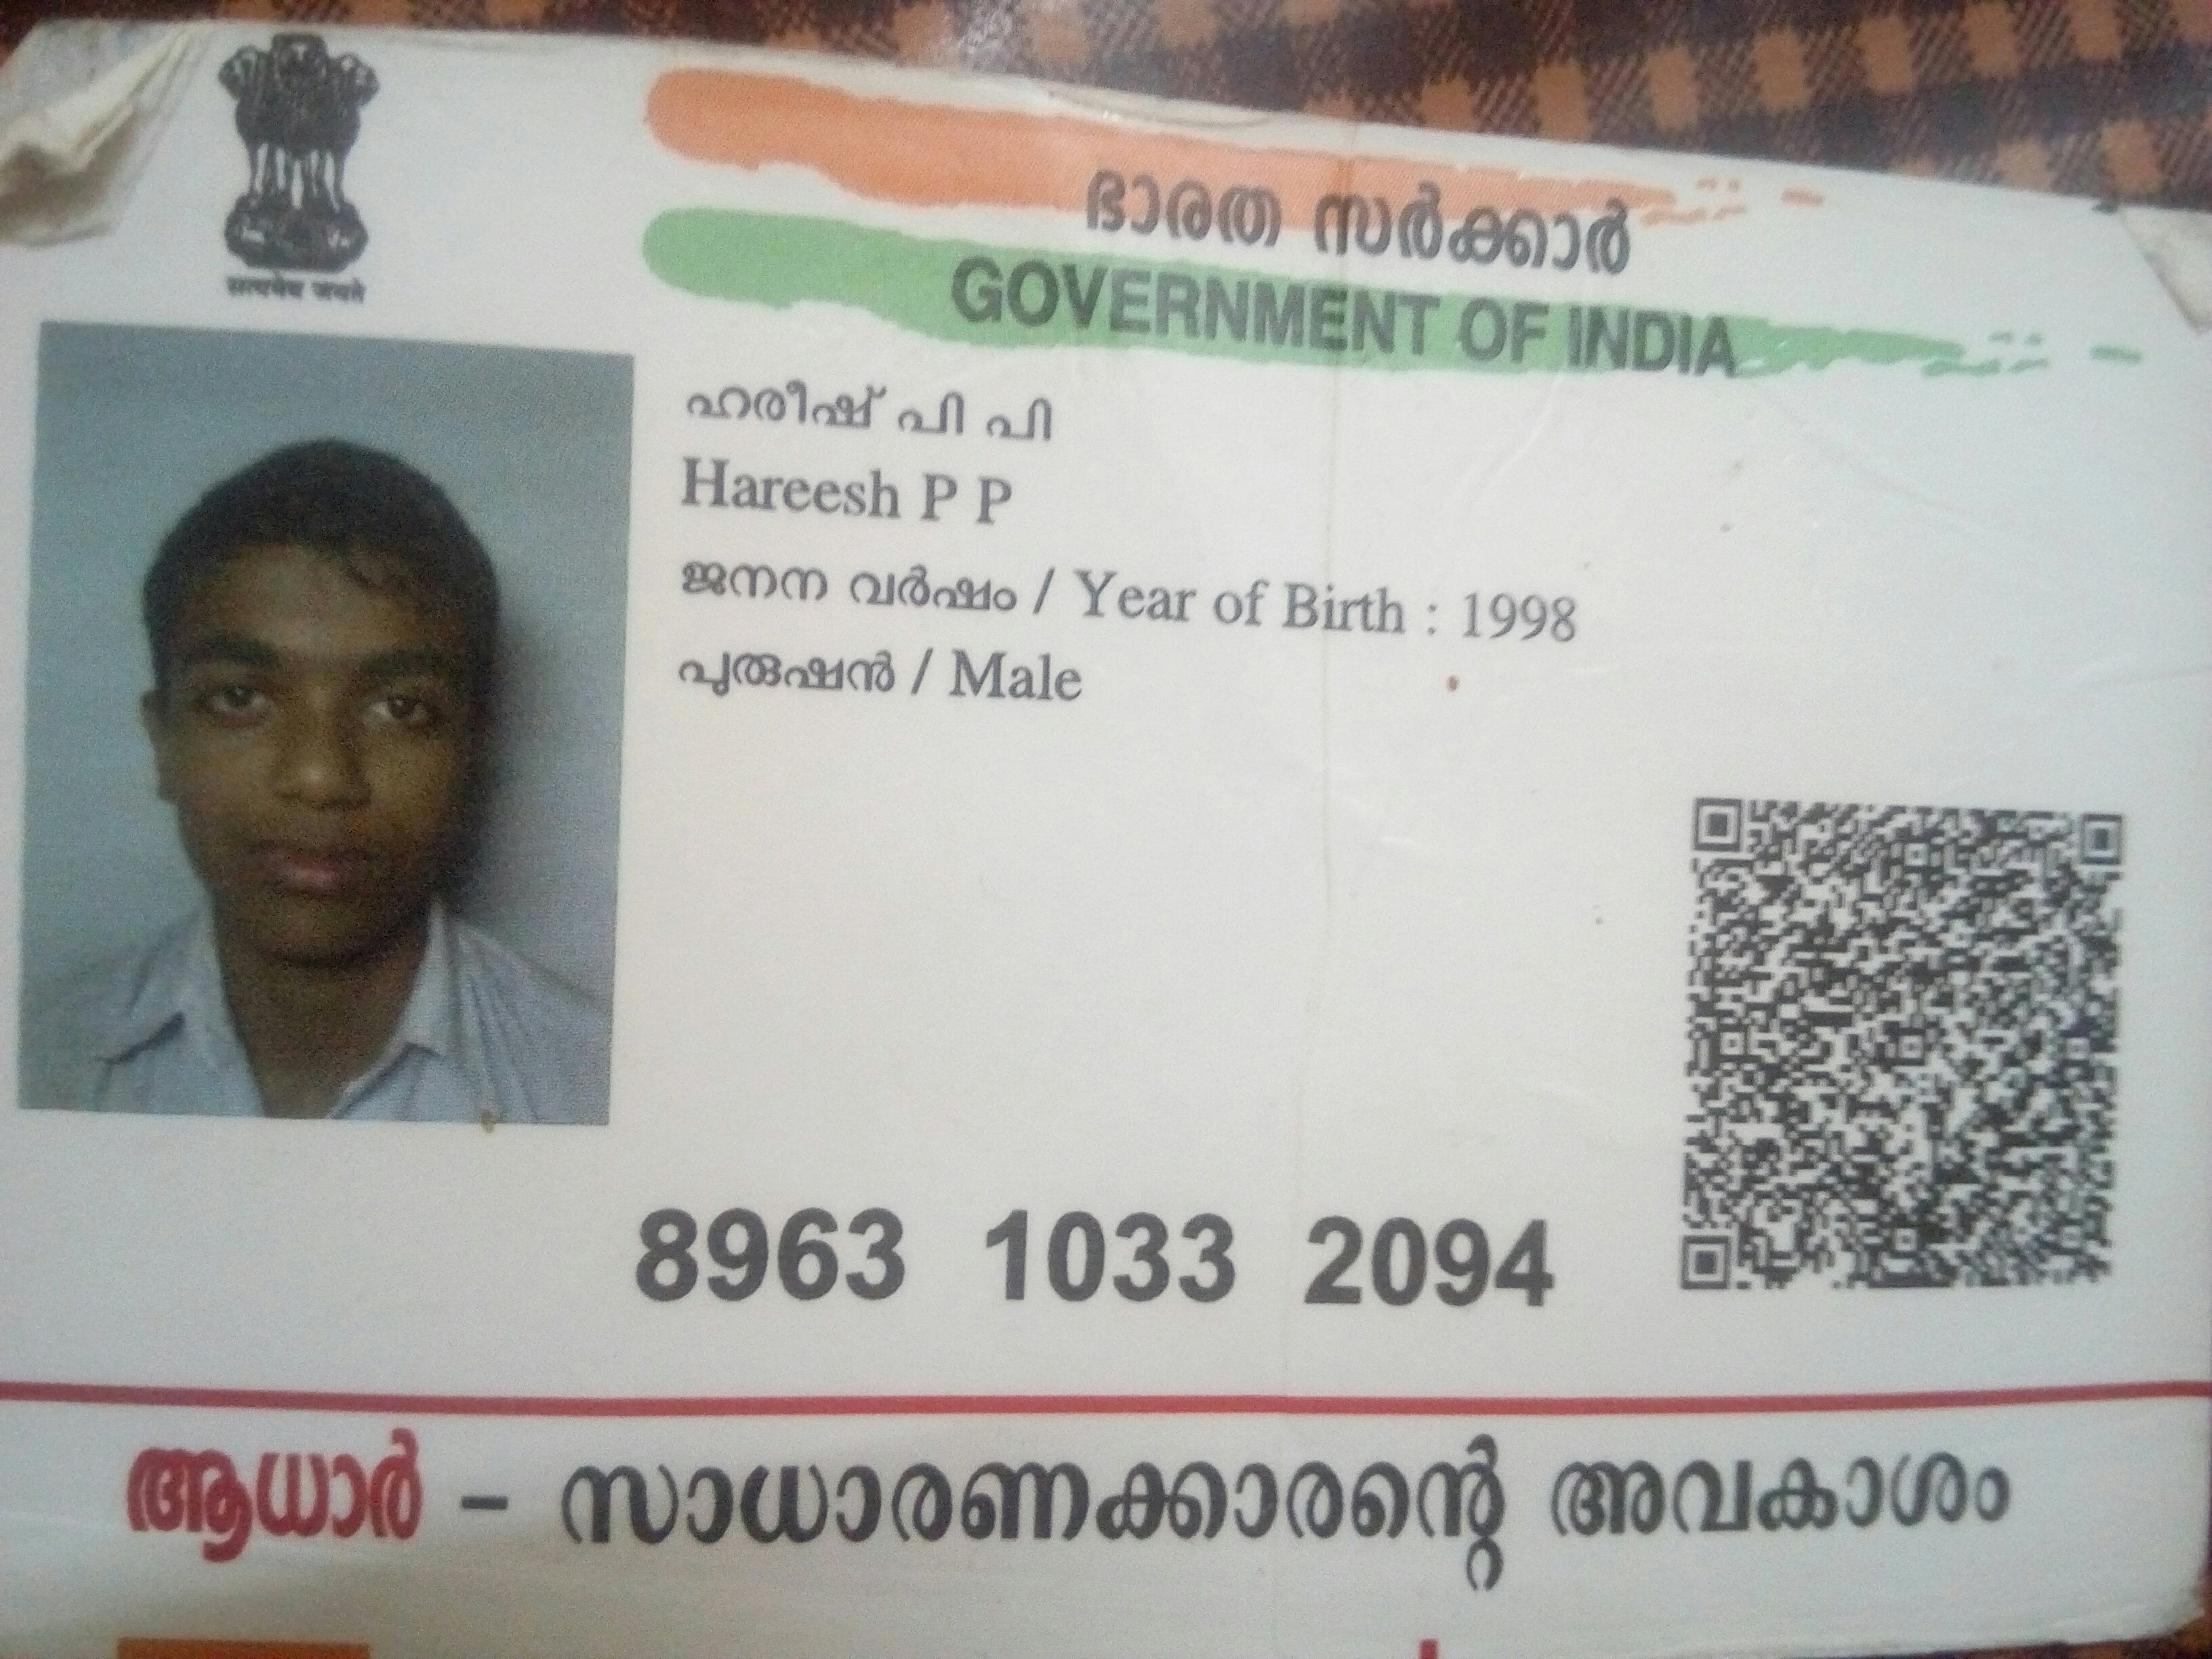 सत्यमेव जयते
ഭാരത സർക്കാർ
GOVERNMENT OF INDIA
ഹരീഷ് പി പി
Hareesh P P
ജനന വർഷം / Year of Birth : 1998
പുരുഷൻ / Male
8963 1033 2094
ആധാർ – സാധാരണക്കാരന്റെ അവകാശം